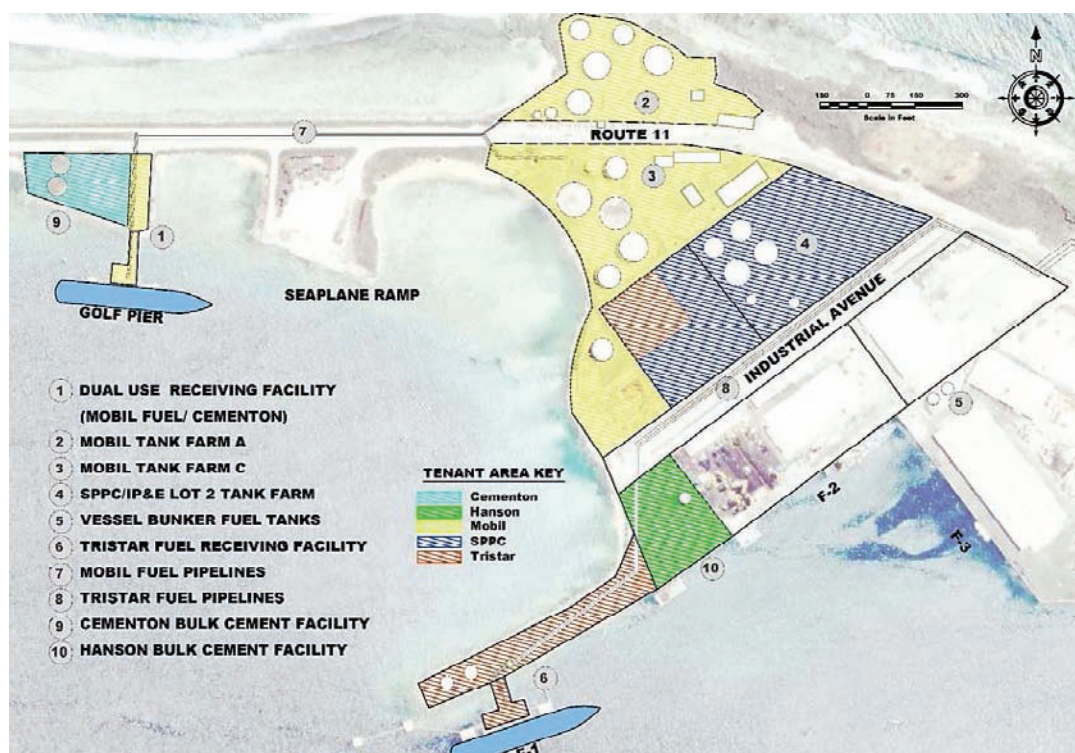 N
150 0 75 150 300
Scale in Feet
2
ROUTE 11
7
3
9
1
4
SEAPLANE RAMP
GOLF PIER
INDUSTRIAL AVENUE
8
5
1 DUAL USE RECEIVING FACILITY
(MOBIL FUEL/ CEMENTON)
2 MOBIL TANK FARM A
3 MOBIL TANK FARM C
4 SPPC/IP&E LOT 2 TANK FARM
5 VESSEL BUNKER FUEL TANKS
6 TRISTAR FUEL RECEIVING FACILITY
7 MOBIL FUEL PIPELINES
8 TRISTAR FUEL PIPELINES
9 CEMENTON BULK CEMENT FACILITY
10 HANSON BULK CEMENT FACILITY
TENANT AREA KEY
Cementon
Hanson
Mobil
SPPC
Tristar
F-2
F-3
10
6
F-1